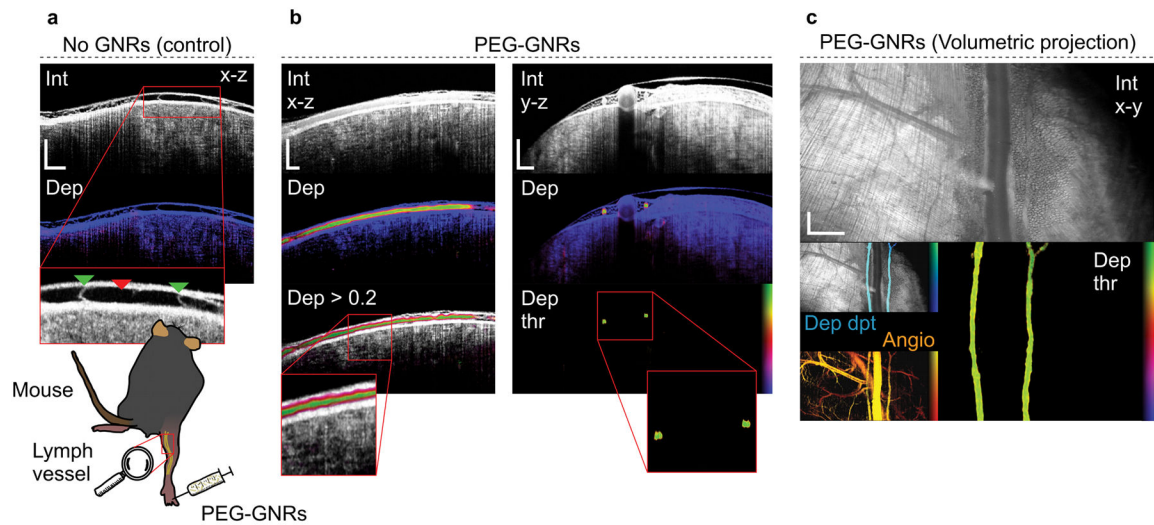 a
No GNRs (control)
Int
x-z
Dep
Mouse
Lymph
vessel
PEG-GNRs
b
PEG-GNRs
Int
x-z
Dep
Dep > 0.2
Int
y-z
Dep
Dep
thr
c
PEG-GNRs (Volumetric projection)
Int
x-y
Dep dpt
Angio
Dep
thr